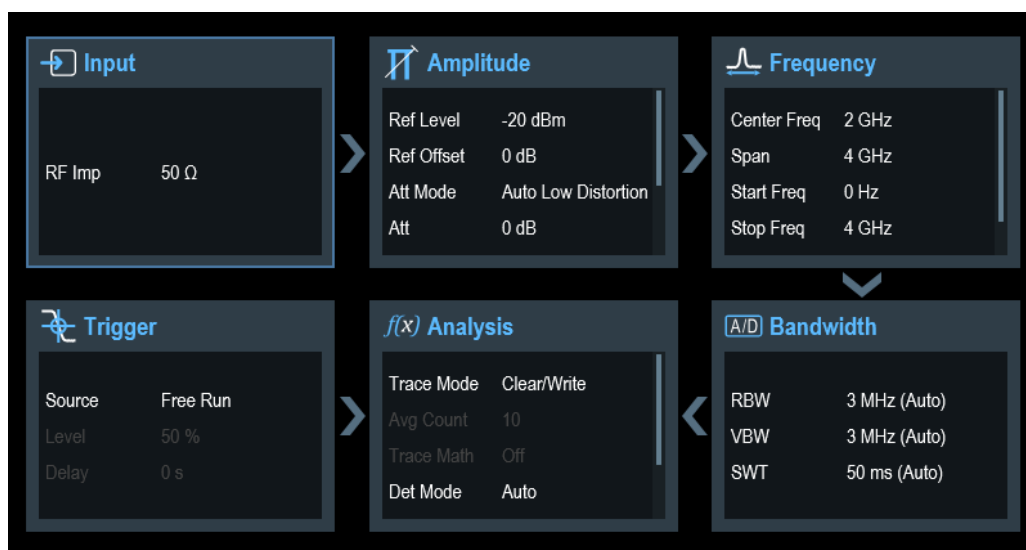 Input
RF Imp 50 Ω
Amplitude
Ref Level -20 dBm
Ref Offset 0 dB
Att Mode Auto Low Distortion
Att 0 dB
Frequency
Center Freq 2 GHz
Span 4 GHz
Start Freq 0 Hz
Stop Freq 4 GHz
Trigger
Source Free Run
Level 50 %
Delay 0 s
f(x) Analysis
Trace Mode Clear/Write
Avg Count 10
Trace Math Off
Det Mode Auto
A/D Bandwidth
RBW 3 MHz (Auto)
VBW 3 MHz (Auto)
SWT 50 ms (Auto)